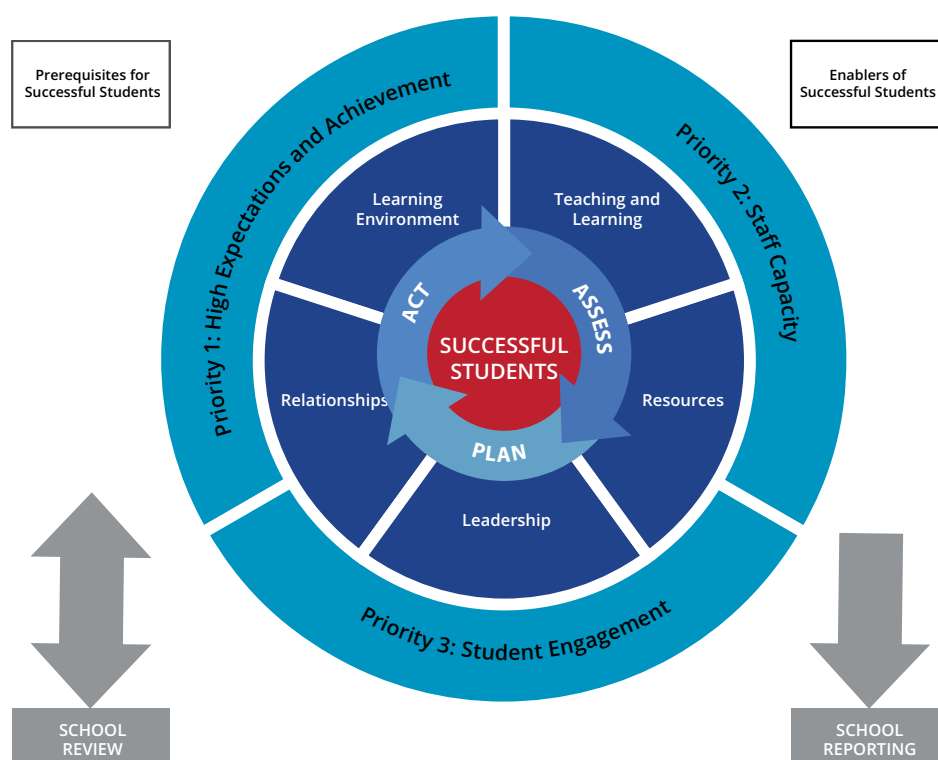 Prerequisites for
Successful Students
Enablers of
Successful Students
Priority 1: High Expectations and Achievement
Priority 2: Staff Capacity
Learning
Environment
Teaching and
Learning
ACT
ASSESS
SUCCESSFUL
STUDENTS
Relationships
Resources
PLAN
Leadership
Priority 3: Student Engagement
SCHOOL
REVIEW
SCHOOL
REPORTING